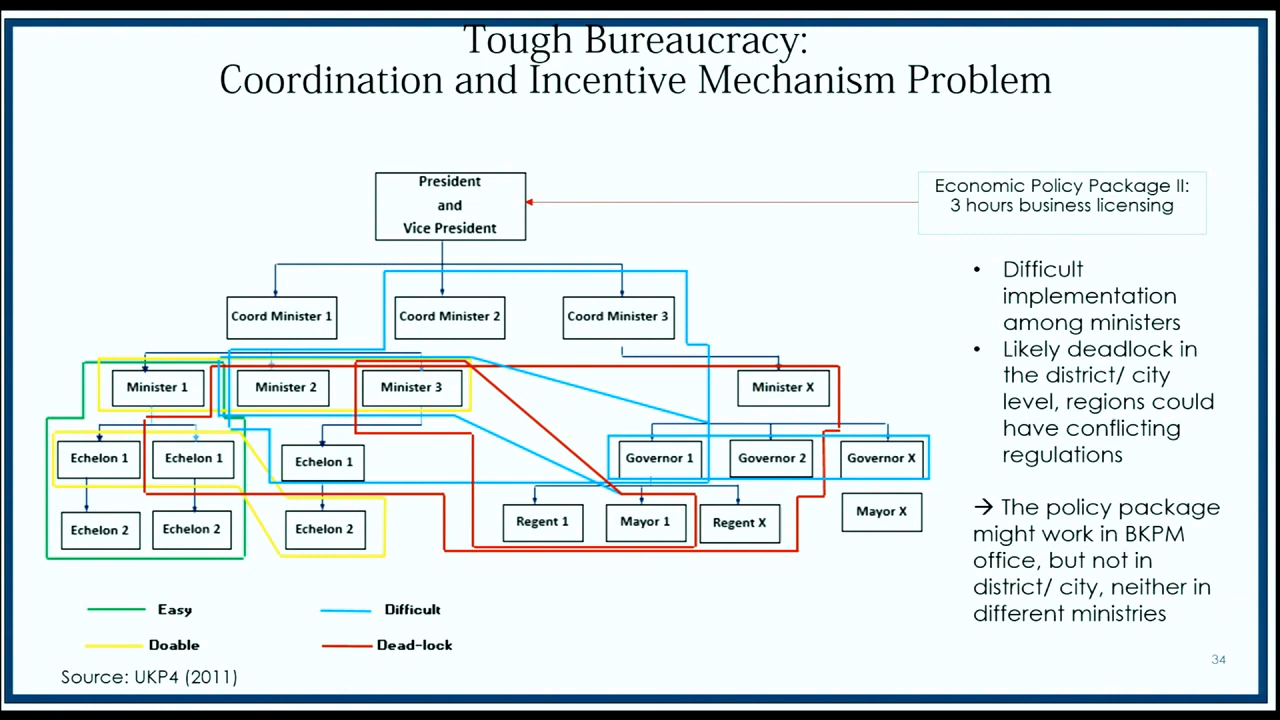 Tough Bureaucracy:
Coordination and Incentive Mechanism Problem
President
and
Vice President
Economic Policy Package II:
3 hours business licensing
Coord Minister 1
Coord Minister 2
Coord Minister 3
Minister 1
Minister 2
Minister 3
Minister X
Echelon 1
Echelon 1
Echelon 1
Governor 1
Governor 2
Governor X
Echelon 2
Echelon 2
Echelon 2
Regent 1
Mayor 1
Regent X
Mayor X
• Difficult
implementation
among ministers
• Likely deadlock in
the district/ city
level, regions could
have conflicting
regulations
→ The policy package
might work in BKPM
office, but not in
district/ city, neither in
different ministries
Easy
Difficult
Doable
Dead-lock
Source: UKP4 (2011)
34